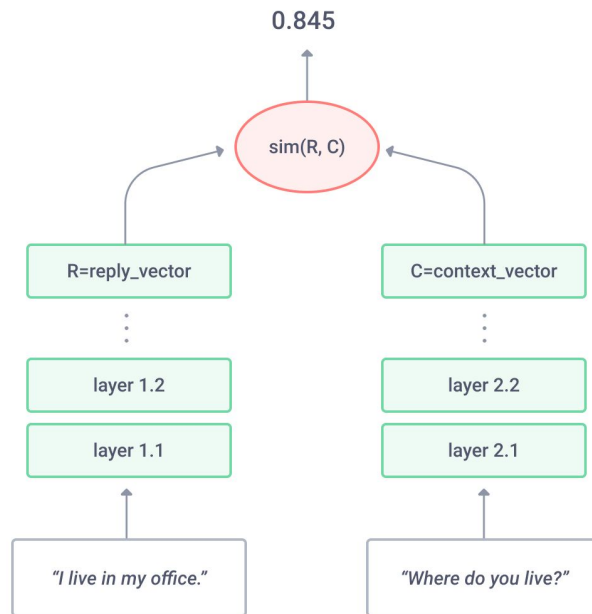 0.845
sim(R, C)
R=reply_vector
C=context_vector
layer 1.2
layer 2.2
layer 1.1
layer 2.1
“I live in my office.”
“Where do you live?”